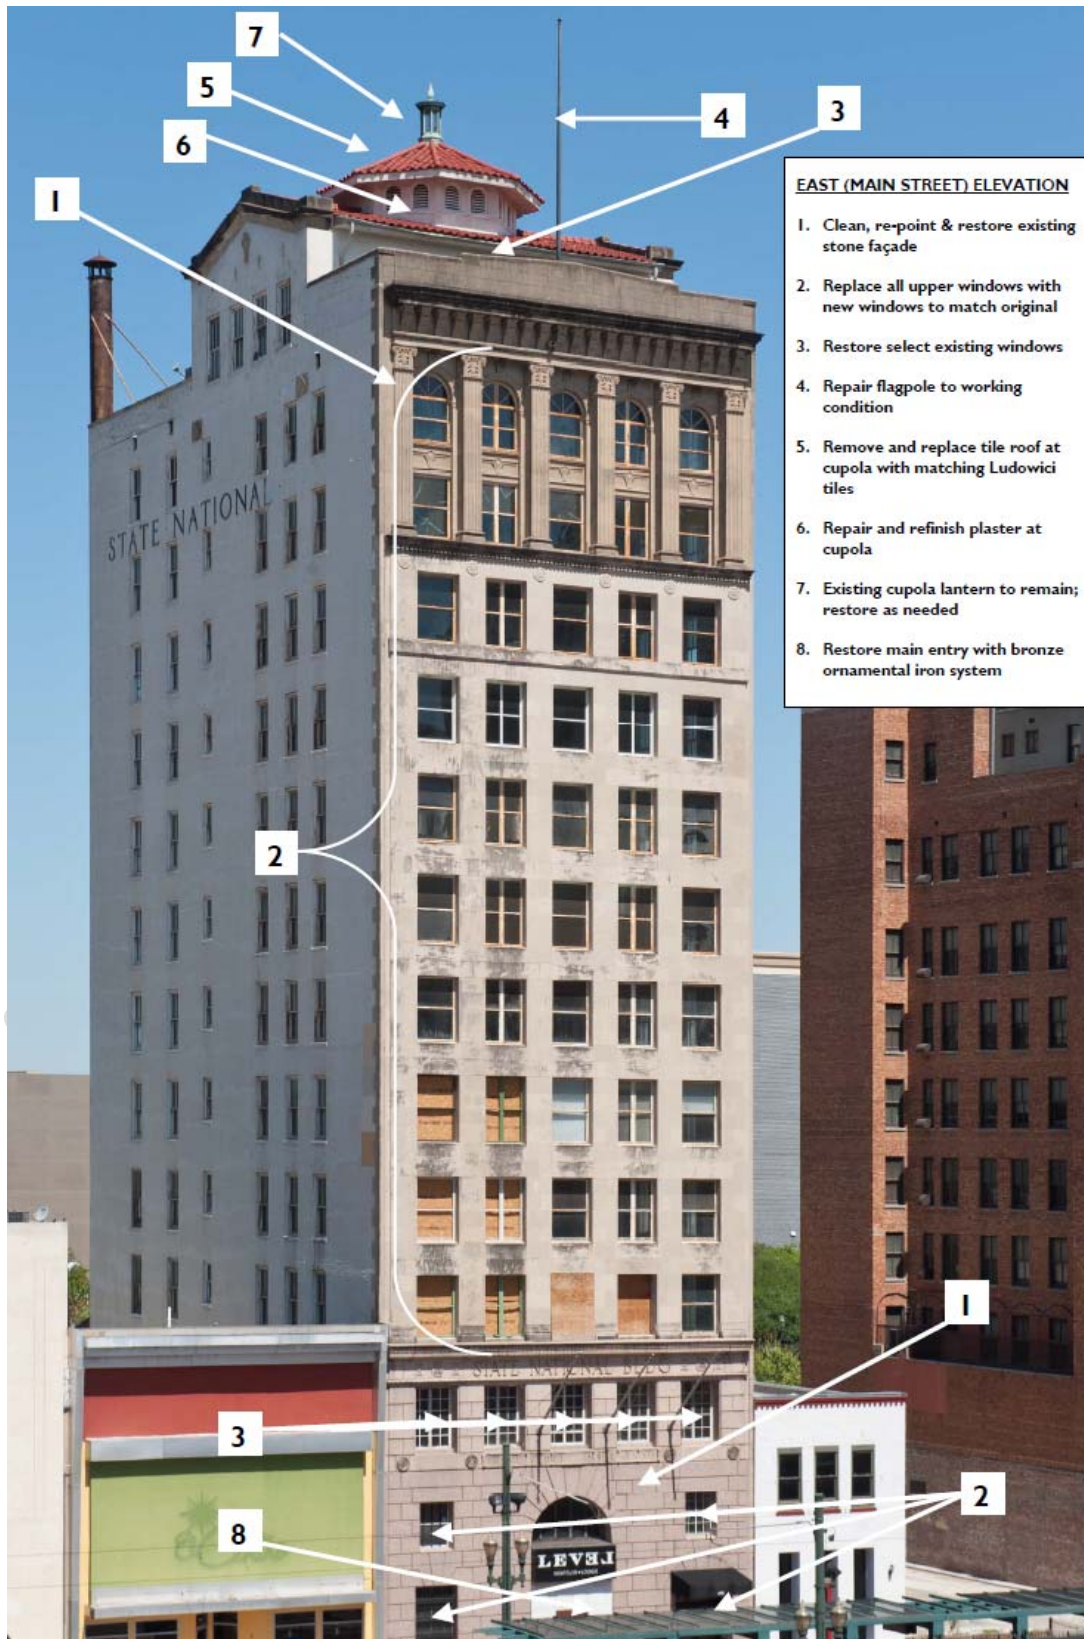 7
5
6
4
3
1
EAST (MAIN STREET) ELEVATION
1. Clean, re-point & restore existing
stone façade
2. Replace all upper windows with
new windows to match original
3. Restore select existing windows
4. Repair flagpole to working
condition
5. Remove and replace tile roof at
cupola with matching Ludowici
tiles
6. Repair and refinish plaster at
cupola
7. Existing cupola lantern to remain;
restore as needed
8. Restore main entry with bronze
ornamental iron system
STATE NATIONAL
2
1
STATE NATIONAL BLDG
3
2
8
LEVEL